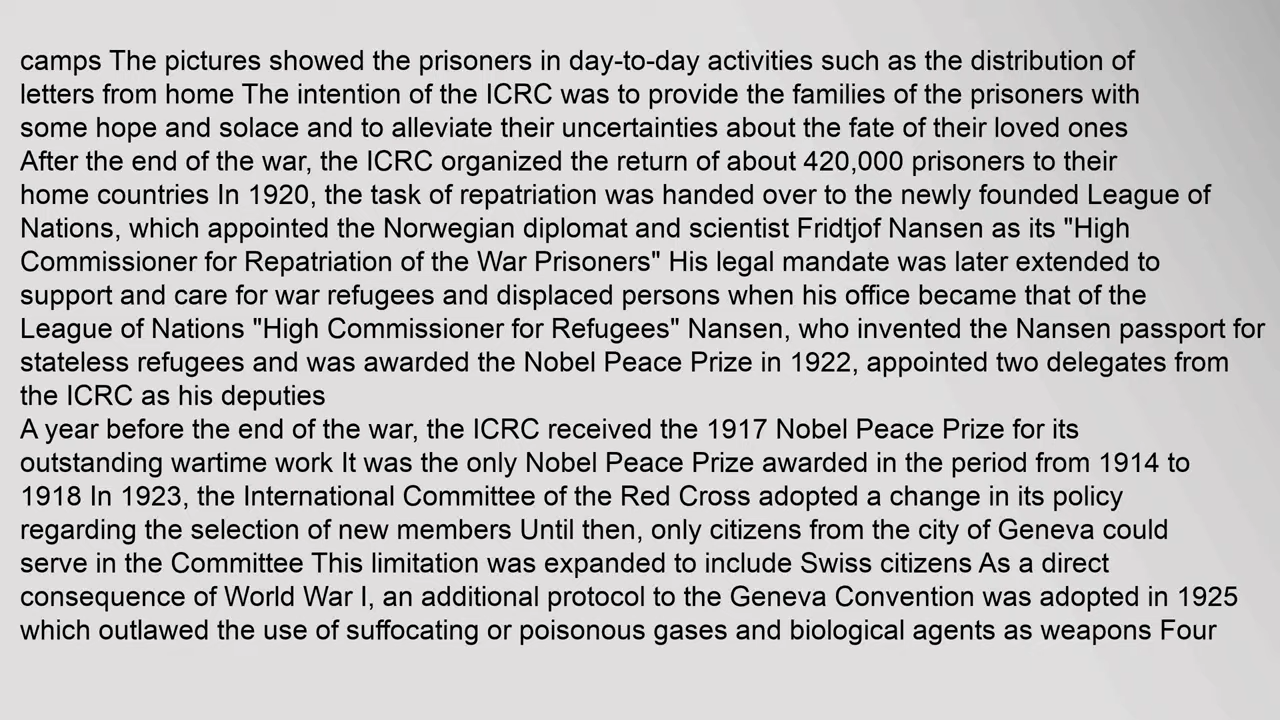 camps The pictures showed the prisoners in day-to-day activities such as the distribution of
letters from home The intention of the ICRC was to provide the families of the prisoners with
some hope and solace and to alleviate their uncertainties about the fate of their loved ones
After the end of the war, the ICRC organized the return of about 420,000 prisoners to their
home countries In 1920, the task of repatriation was handed over to the newly founded League of
Nations, which appointed the Norwegian diplomat and scientist Fridtjof Nansen as its "High
Commissioner for Repatriation of the War Prisoners" His legal mandate was later extended to
support and care for war refugees and displaced persons when his office became that of the
League of Nations "High Commissioner for Refugees" Nansen, who invented the Nansen passport for
stateless refugees and was awarded the Nobel Peace Prize in 1922, appointed two delegates from
the ICRC as his deputies
A year before the end of the war, the ICRC received the 1917 Nobel Peace Prize for its
outstanding wartime work It was the only Nobel Peace Prize awarded in the period from 1914 to
1918 In 1923, the International Committee of the Red Cross adopted a change in its policy
regarding the selection of new members Until then, only citizens from the city of Geneva could
serve in the Committee This limitation was expanded to include Swiss citizens As a direct
consequence of World War I, an additional protocol to the Geneva Convention was adopted in 1925
which outlawed the use of suffocating or poisonous gases and biological agents as weapons Four